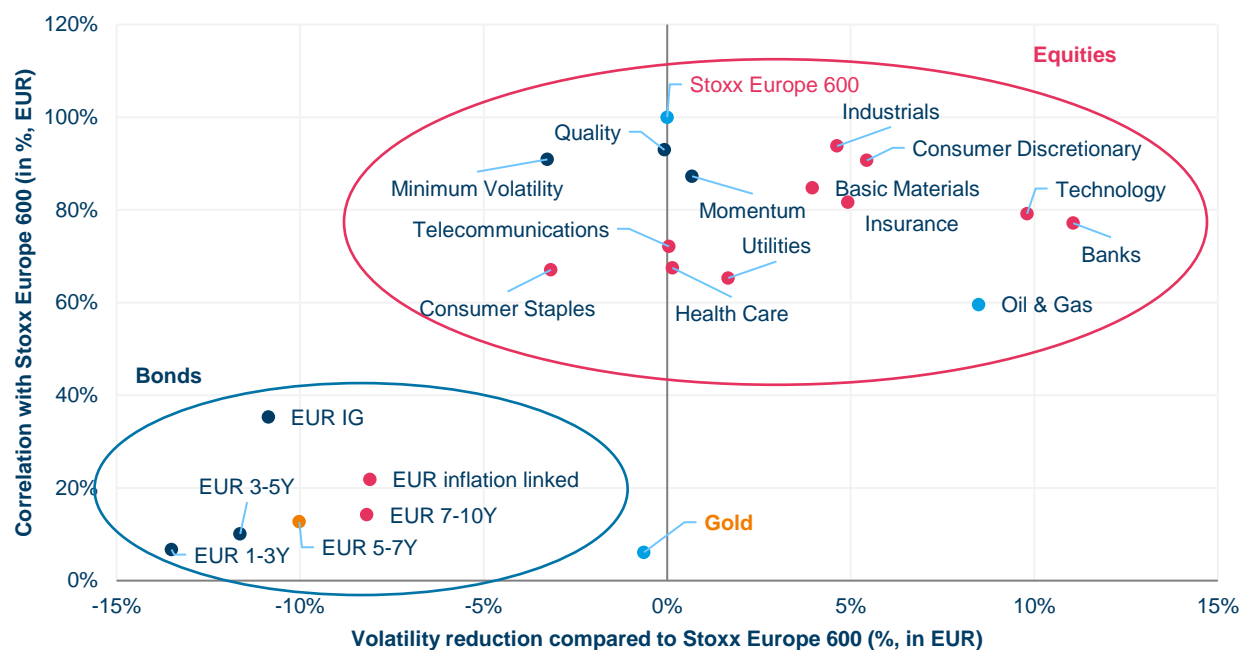 120%
100%
80%
60%
40%
20%
0%
Correlation with Stoxx Europe 600 (in %, EUR)
Equities
Stoxx Europe 600
Industrials
Quality
Consumer Discretionary
Minimum Volatility
Basic Materials
Technology
Momentum
Insurance
Telecommunications
Utilities
Banks
Consumer Staples
Health Care
Oil & Gas
Bonds
EUR IG
EUR 3-5Y
EUR inflation linked
EUR 7-10Y
Gold
EUR 1-3Y
EUR 5-7Y
-15%
-10%
-5%
0%
5%
10%
15%
Volatility reduction compared to Stoxx Europe 600 (%, in EUR)